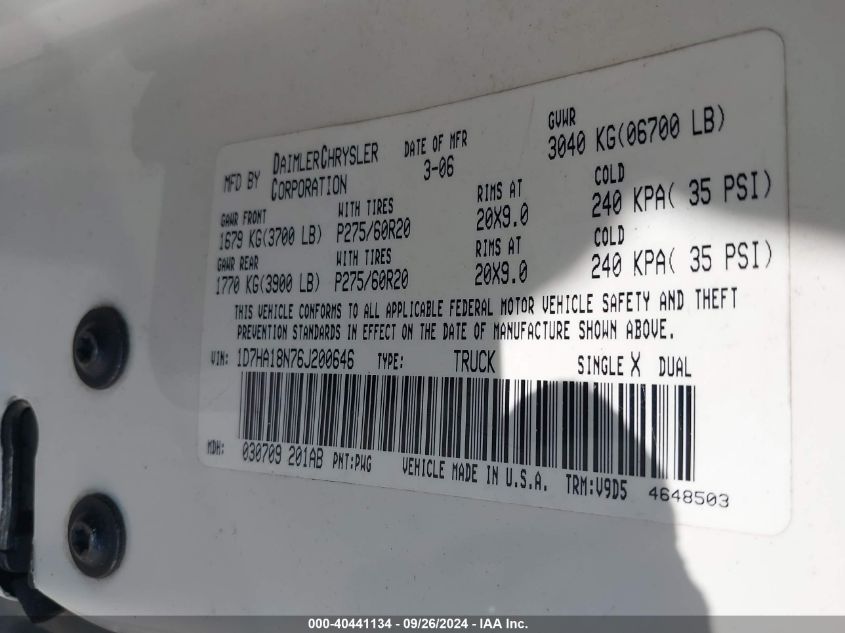 MFD BY DAIMLERCHRYSLER CORPORATION
DATE OF MFR 3-06
GVWR 3040 KG(06700 LB)
GAWR FRONT WITH TIRES RIMS AT COLD
1679 KG(3700 LB) P275/60R20 20X9.0 240 KPA( 35 PSI)
GAWR REAR WITH TIRES RIMS AT COLD
1770 KG(3900 LB) P275/60R20 20X9.0 240 KPA( 35 PSI)
THIS VEHICLE CONFORMS TO ALL APPLICABLE FEDERAL MOTOR VEHICLE SAFETY AND THEFT
PREVENTION STANDARDS IN EFFECT ON THE DATE OF MANUFACTURE SHOWN ABOVE.
VIN: 1D7HA18N76J200646 TYPE: TRUCK SINGLE X DUAL
MDH: 030709 201AB PNT:PWG VEHICLE MADE IN U.S.A. TRM:V9D5 4648503
000-40441134 - 09/26/2024 - IAA Inc.